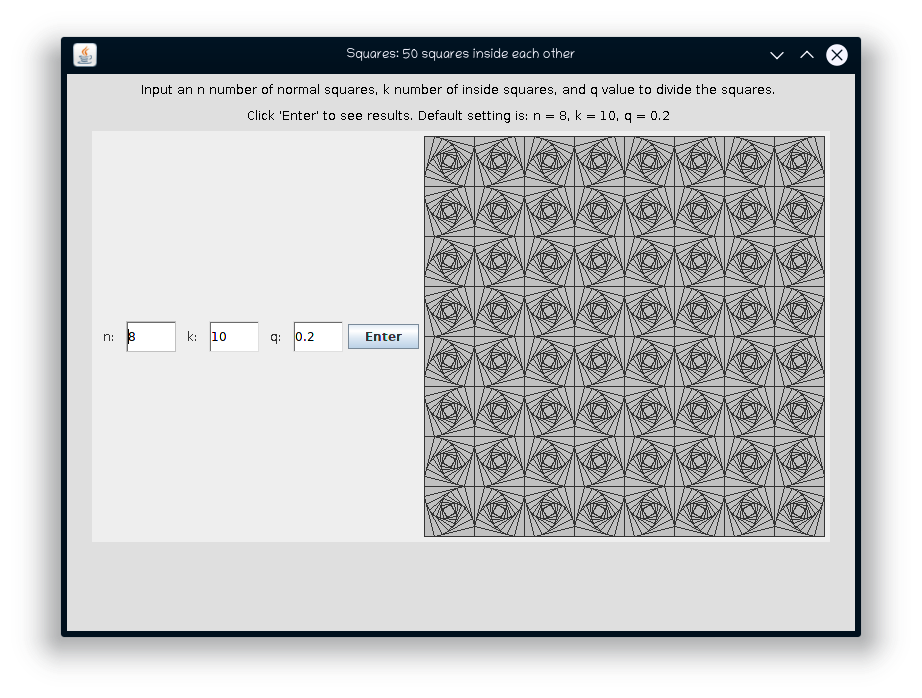 Squares: 50 squares inside each other
Input an n number of normal squares, k number of inside squares, and q value to divide the squares.
Click 'Enter' to see results. Default setting is: n = 8, k = 10, q = 0.2
n: 8 k: 10 q: 0.2 Enter